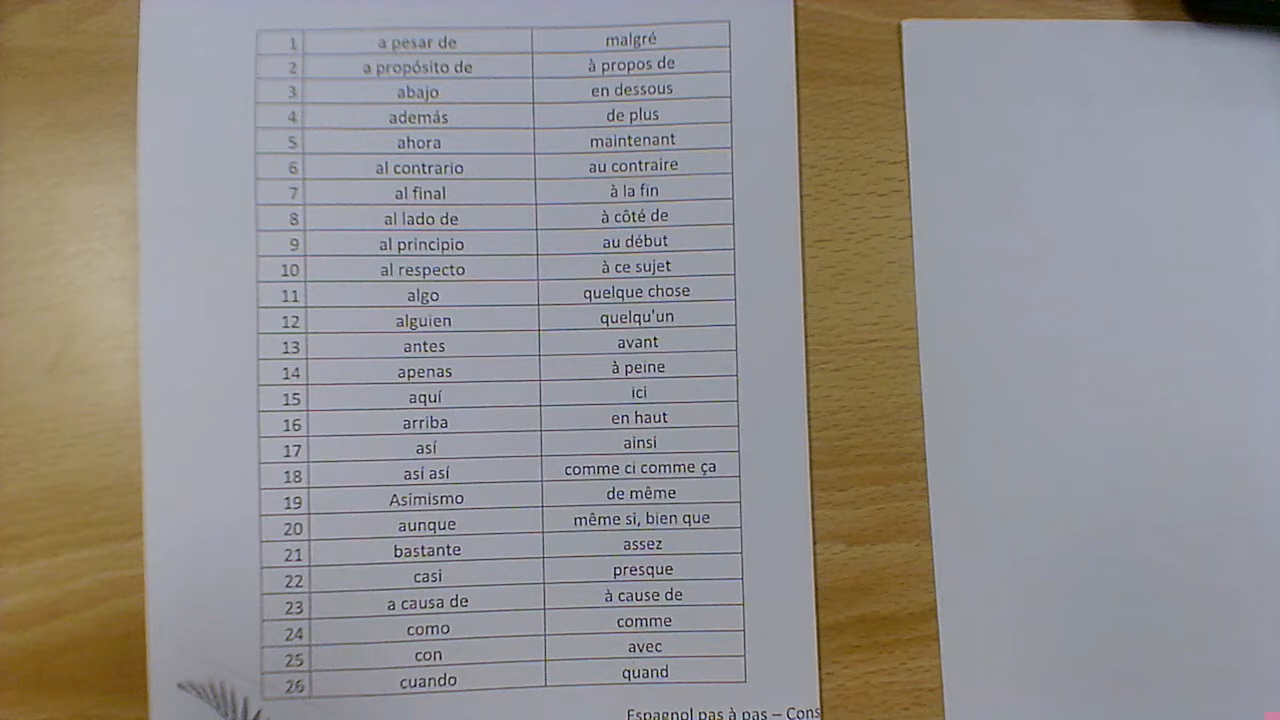 1 a pesar de malgré
2 a propósito de à propos de
3 abajo en dessous
4 además de plus
5 ahora maintenant
6 al contrario au contraire
7 al final à la fin
8 al lado de à côté de
9 al principio au début
10 al respecto à ce sujet
11 algo quelque chose
12 alguien quelqu'un
13 antes avant
14 apenas à peine
15 aquí ici
16 arriba en haut
17 así ainsi
18 así así comme ci comme ça
19 Asimismo de même
20 aunque même si, bien que
21 bastante assez
22 casi presque
23 a causa de à cause de
24 como comme
25 con avec
26 cuando quand
Espagnol pas à pas – Cons